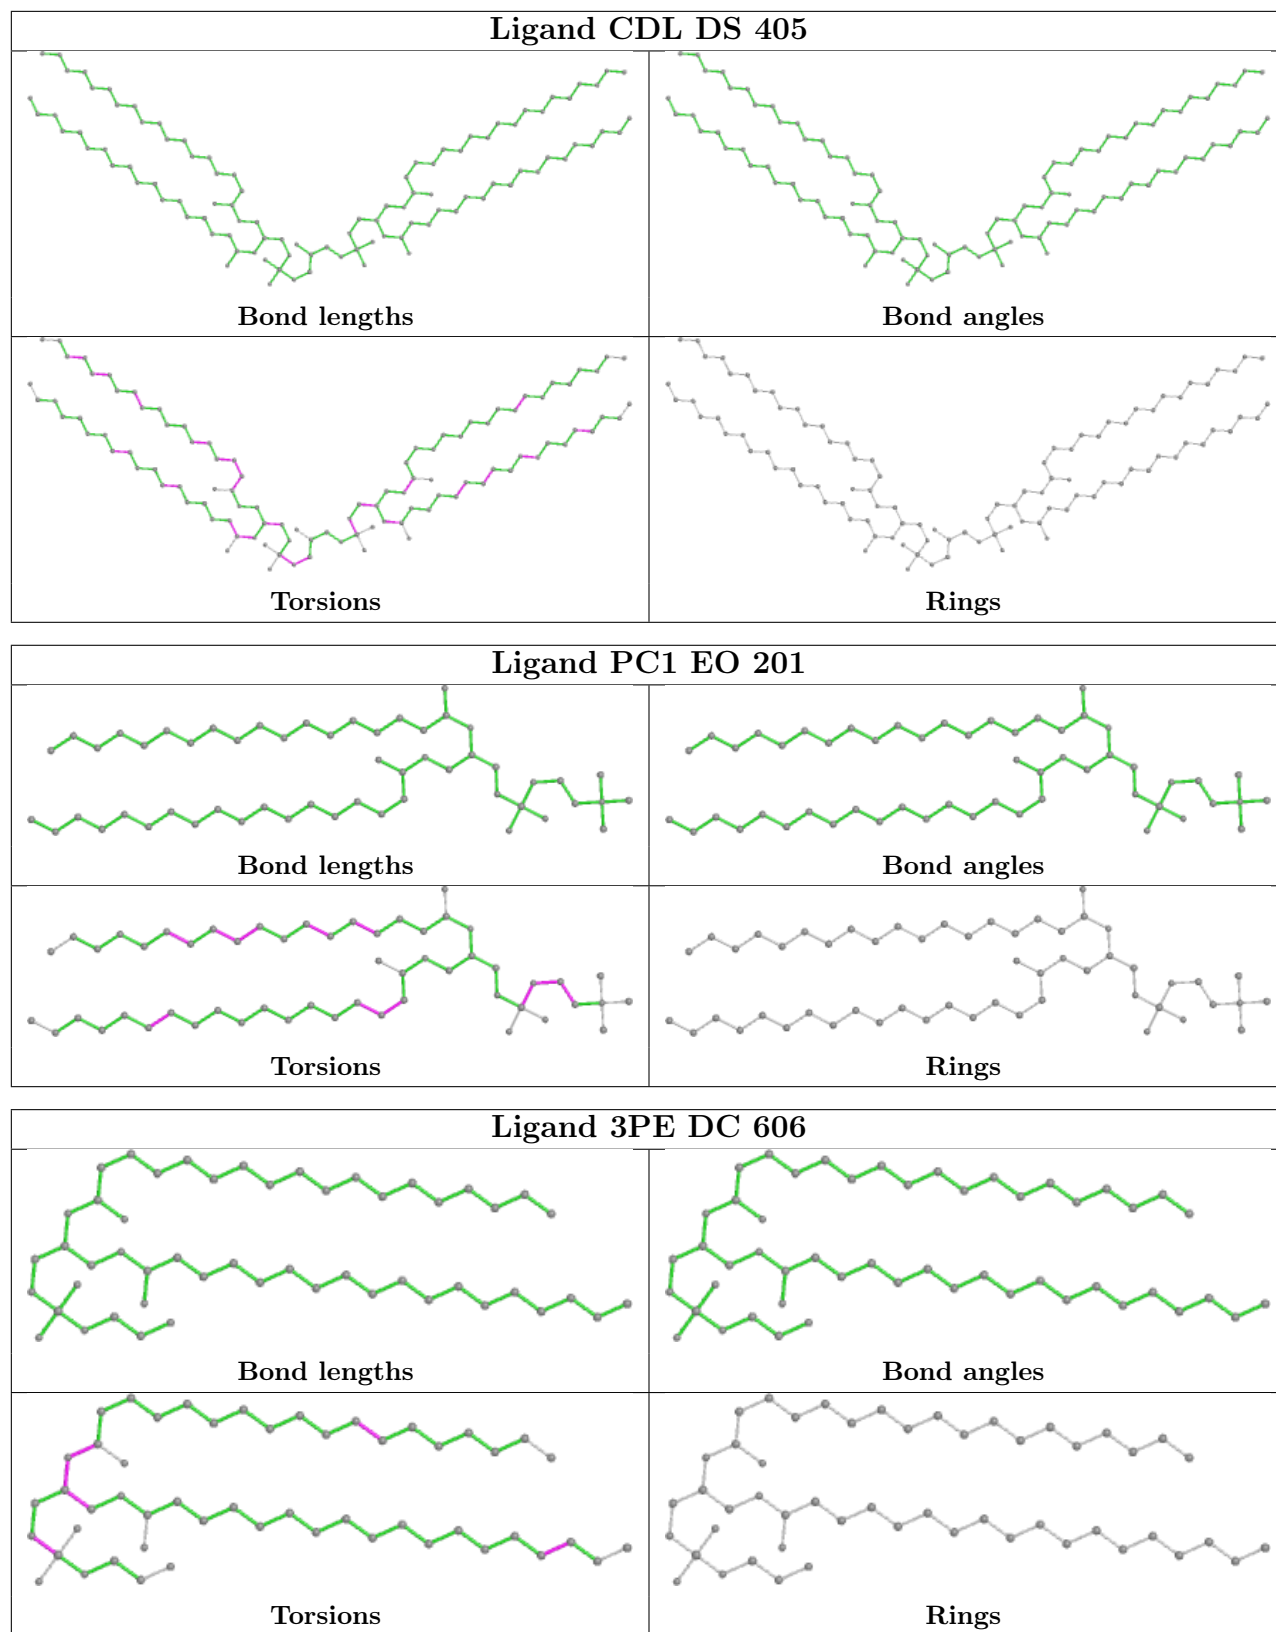 Ligand CDL DS 405
Bond lengths
Bond angles
Torsions
Rings
Ligand PC1 EO 201
Bond lengths
Bond angles
Torsions
Rings
Ligand 3PE DC 606
Bond lengths
Bond angles
Torsions
Rings